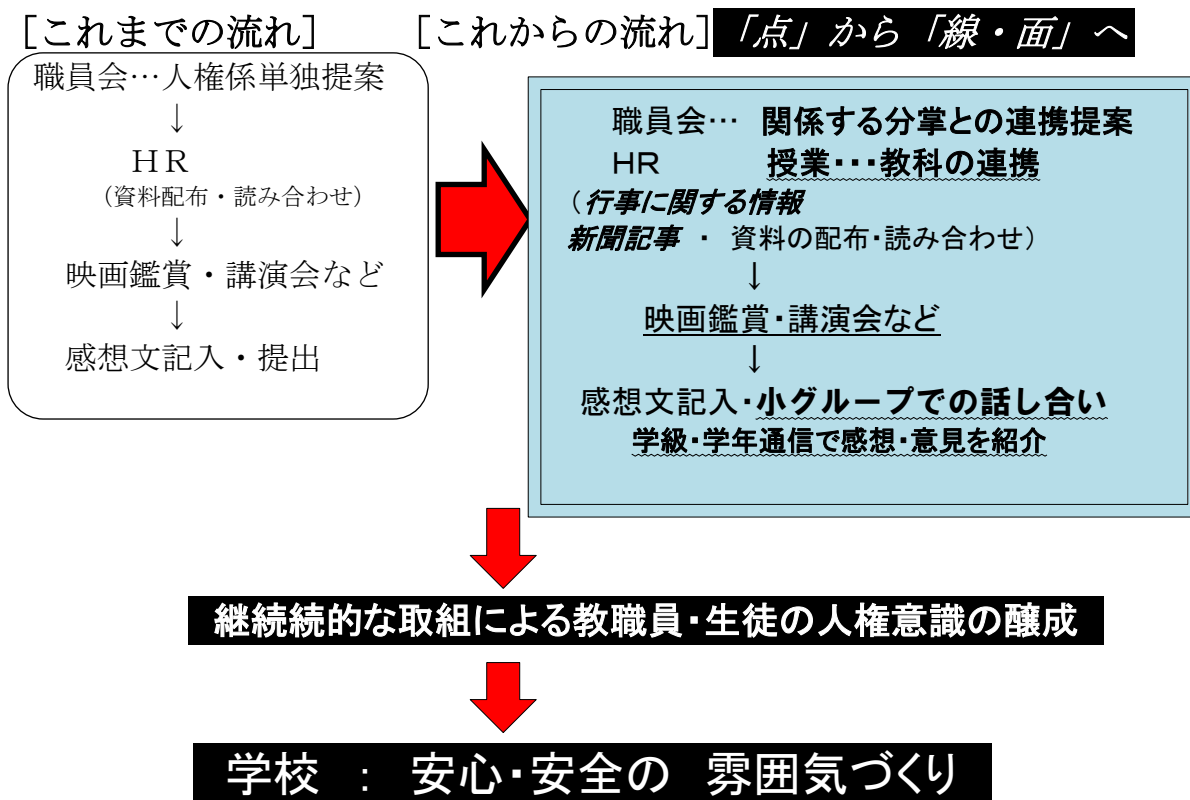 [これまでの流れ]
職員会…人権係単独提案
↓
ＨＲ
（資料配布・読み合わせ）
↓
映画鑑賞・講演会など
↓
感想文記入・提出
[これからの流れ] 「点」から「線・面」へ
職員会… 関係する分掌との連携提案
ＨＲ 授業・・・教科の連携
（行事に関する情報
新聞記事 ・ 資料の配布・読み合わせ）
↓
映画鑑賞・講演会など
↓
感想文記入・小グループでの話し合い
学級・学年通信で感想・意見を紹介
継続続的な取組による教職員・生徒の人権意識の醸成
学校 ： 安心・安全の 雰囲気づくり